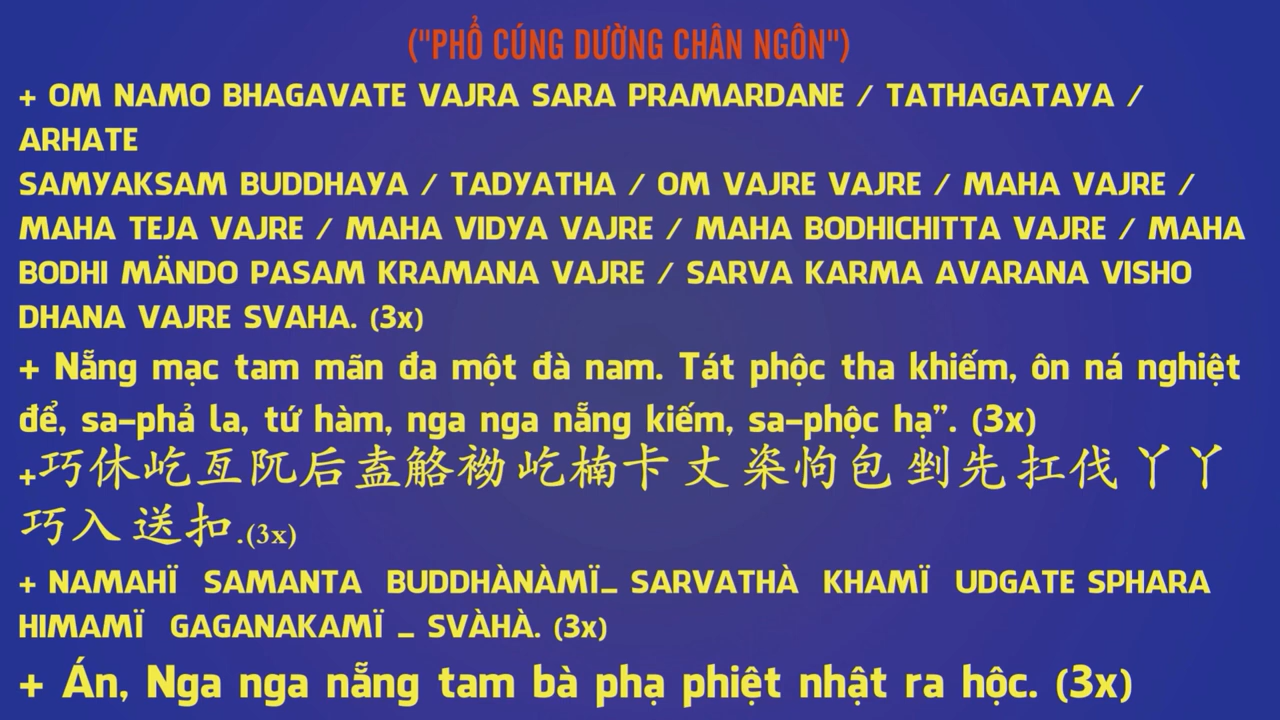 ("PHỔ CÚNG DƯỜNG CHÂN NGÔN")
+ OM NAMO BHAGAVATE VAJRA SARA PRAMARDANE / TATHAGATAYA /
ARHATE
SAMYAKSAM BUDDHAYA / TADYATHA / OM VAJRE VAJRE / MAHA VAJRE /
MAHA TEJA VAJRE / MAHA VIDYA VAJRE / MAHA BODHICHITTA VAJRE / MAHA
BODHI MÄNDO PASAM KRAMANA VAJRE / SARVA KARMA AVARANA VISHO
DHANA VAJRE SVAHA. (3x)
+ Nẵng mạc tam mãn đa một đà nam. Tát phộc tha khiếm, ôn ná nghiệt
để, sa-phả la, tứ hàm, nga nga nẵng kiếm, sa-phộc hạ”. (3x)
+巧休屹亙阢后盍觡袎 屹楠卡 丈 桼怐包 剉先 扛伐 丫丫
巧入 送扣.(3x)
+ NAMAHÏ SAMANTA BUDDHÀNÀMÏ_ SARVATHÀ KHAMÏ UDGATE SPHARA
HIMAMÏ GAGANAKAMÏ _ SVÀHÀ. (3x)
+ Án, Nga nga nẵng tam bà phạ phiệt nhật ra hộc. (3x)